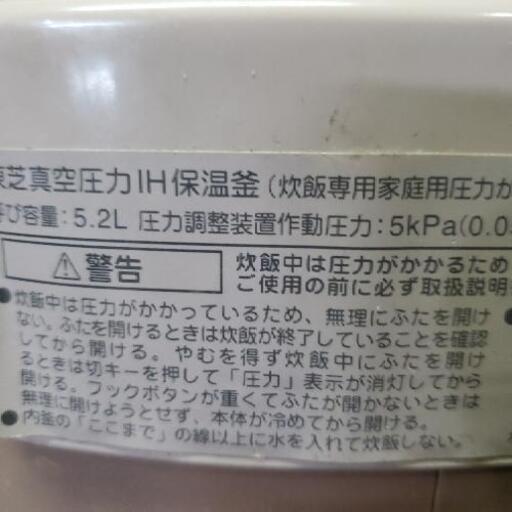 東芝真空圧力IH保温釜(炊飯専用家庭用圧力が
呼び容量:5.2L 圧力調整装置作動圧力:5kPa(0.05
⚠警告
炊飯中は圧力がかかるため
ご使用の前に必ず取扱説明
●炊飯中は圧力がかかっているため、無理にふたを開け
ない。ふたを開けるときは炊飯が終了していることを確認
してから開ける。やむを得ず炊飯中にふたを開け
るときは切キーを押して「圧力」表示が消灯してから
開ける。フックボタンが重くてふたが開かないときは
無理に開けようとせず、本体が冷めてから開ける。
●内釜の「ここまで」の線以上に水を入れて炊飯しない。